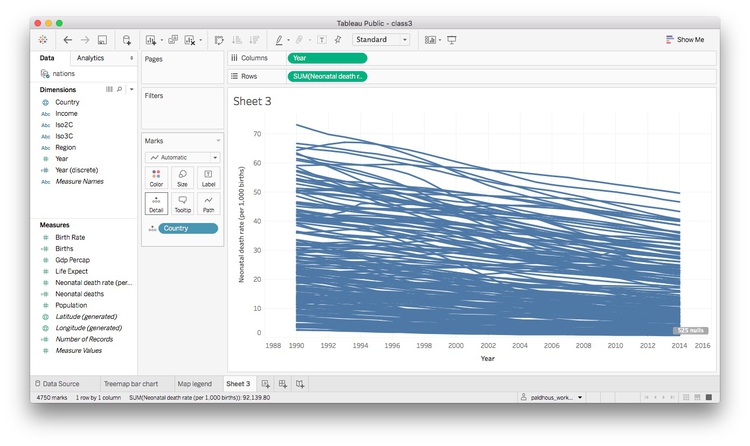 Tableau Public - class3
Standard
Show Me
Data
Analytics
nations
Dimensions
Country
Abc Income
Abc Iso2C
Abc Iso3C
Abc Region
Year
Year (discrete)
Abc Measure Names
Measures
Birth Rate
Births
Gdp Percap
Life Expect
Neonatal death rate (per...
Neonatal deaths
Population
Latitude (generated)
Longitude (generated)
Number of Records
Measure Values
Pages
Filters
Marks
Automatic
Color
Size
Label
Detail
Tooltip
Path
Country
Columns
Year
Rows
SUM(Neonatal death r..
Sheet 3
Neonatal death rate (per 1,000 births)
70
60
50
40
30
20
10
0
525 nulls
1988 1990 1992 1994 1996 1998 2000 2002 2004 2006 2008 2010 2012 2014 2016
Year
Data Source
Treemap bar chart
Map legend
Sheet 3
4750 marks
1 row by 1 column
SUM(Neonatal death rate (per 1,000 births)): 92,139.80
paldhous_work...